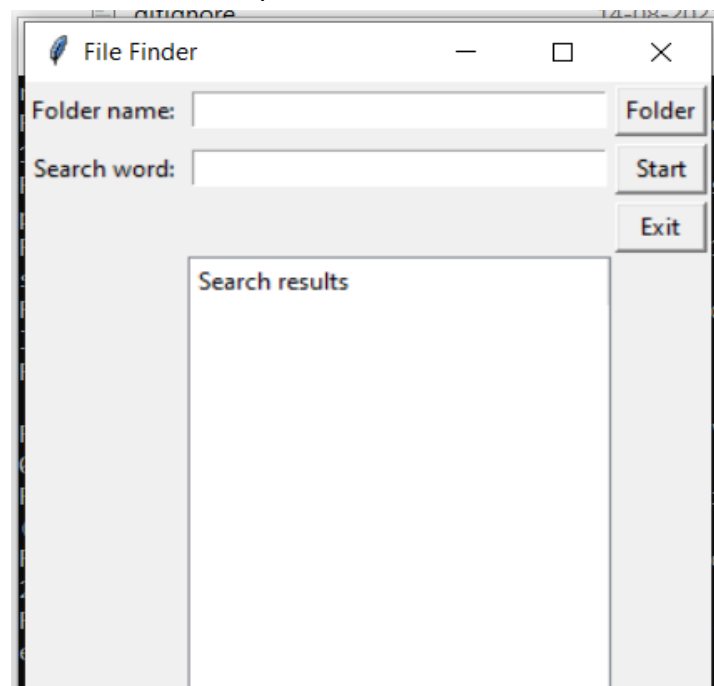 File Finder
Folder name:
Folder
Search word:
Start
Exit
Search results